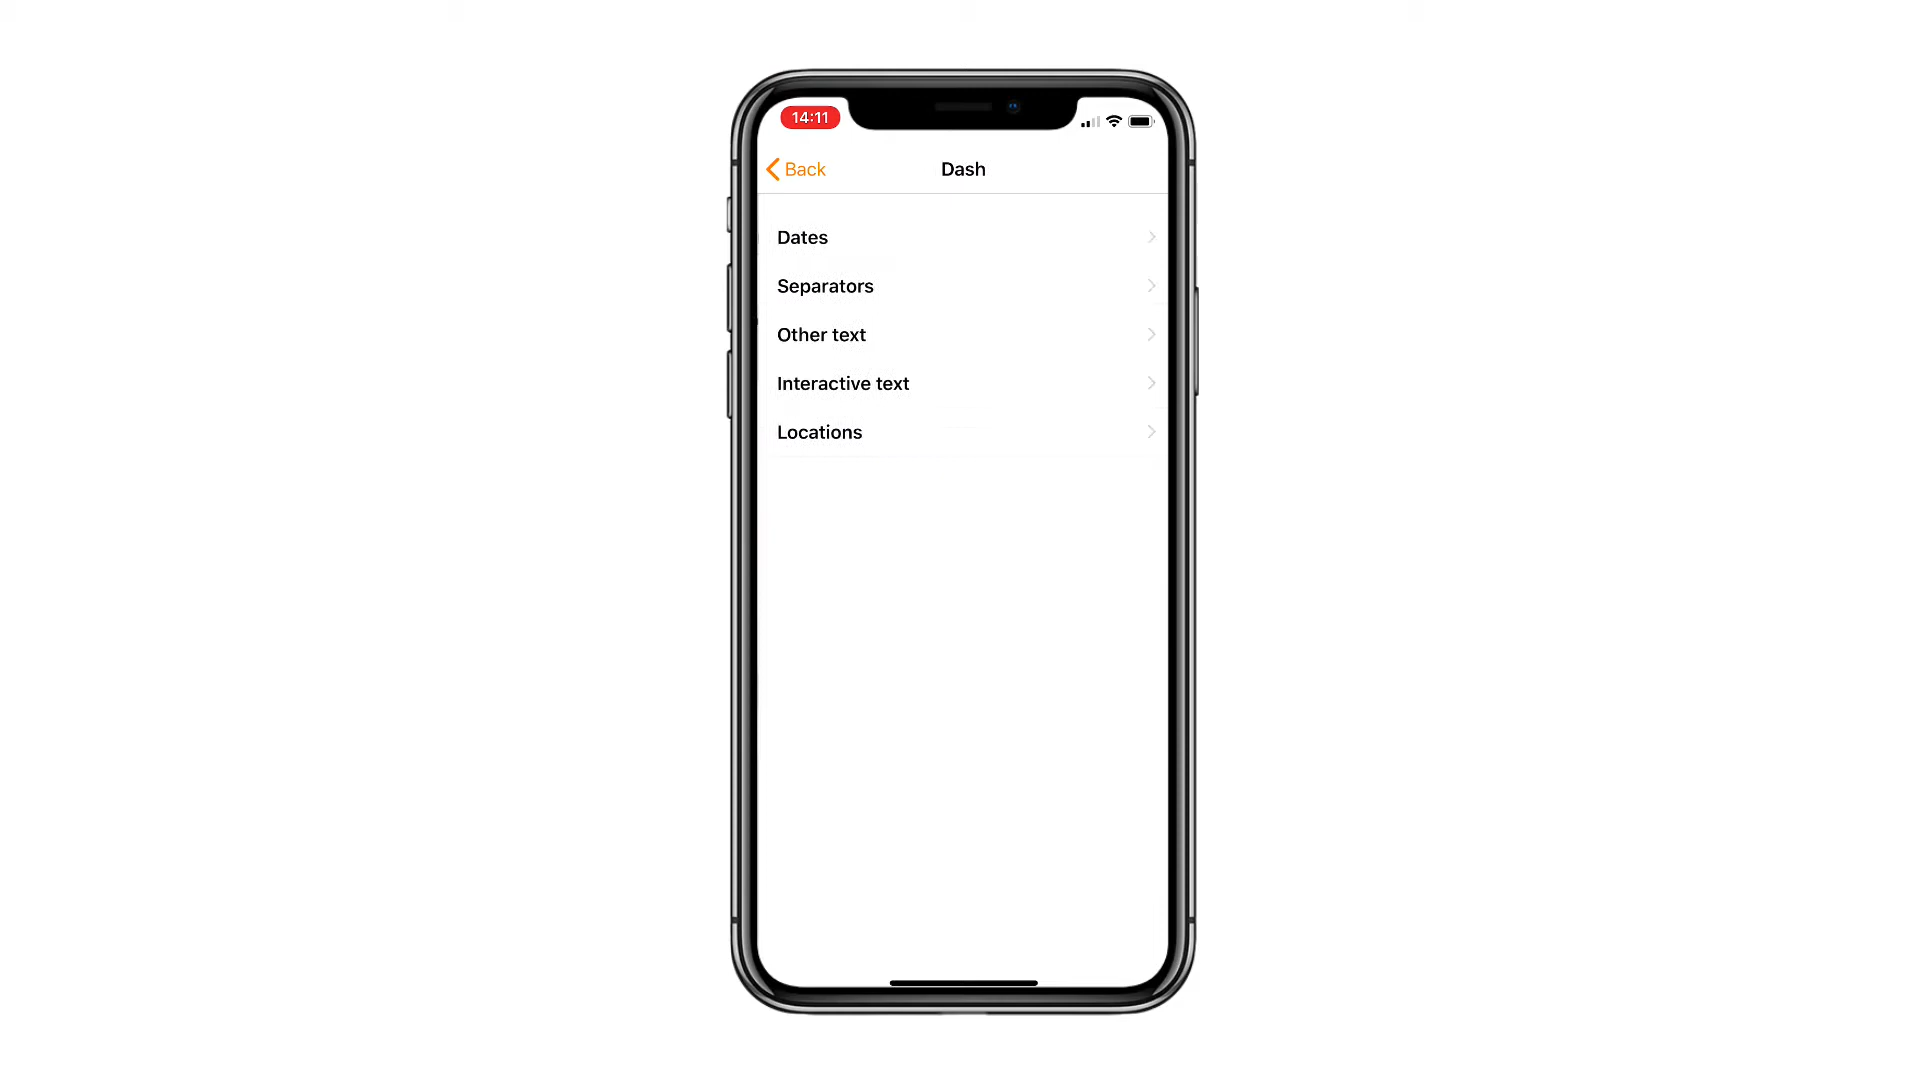 14:11
Back
Dash
Dates
Separators
Other text
Interactive text
Locations